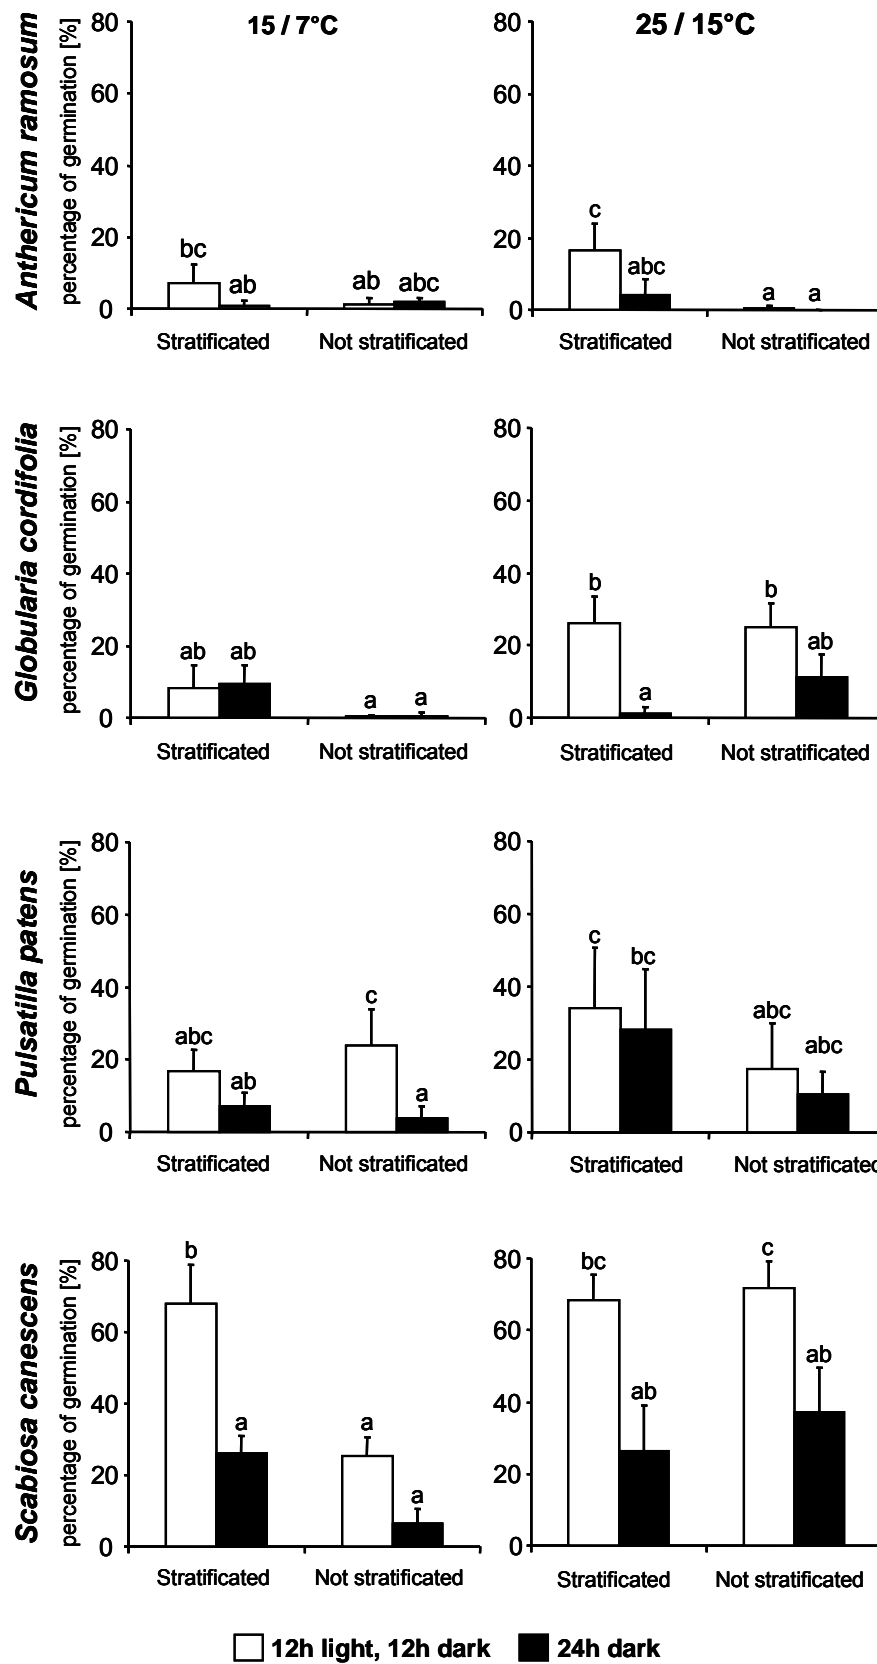 15 / 7°C
25 / 15°C
Anthericum ramosum
percentage of germination [%]
80
60
40
20
0
bc
ab
ab
abc
Stratificated
Not stratificated
80
60
40
20
0
c
abc
a
a
Stratificated
Not stratificated
Globularia cordifolia
percentage of germination [%]
80
60
40
20
0
ab
ab
a
a
Stratificated
Not stratificated
80
60
40
20
0
b
a
b
ab
Stratificated
Not stratificated
Pulsatilla patens
percentage of germination [%]
80
60
40
20
0
abc
ab
c
a
Stratificated
Not stratificated
80
60
40
20
0
c
bc
abc
abc
Stratificated
Not stratificated
Scabiosa canescens
percentage of germination [%]
80
60
40
20
0
b
a
a
a
Stratificated
Not stratificated
80
60
40
20
0
bc
ab
c
ab
Stratificated
Not stratificated
12h light, 12h dark
24h dark